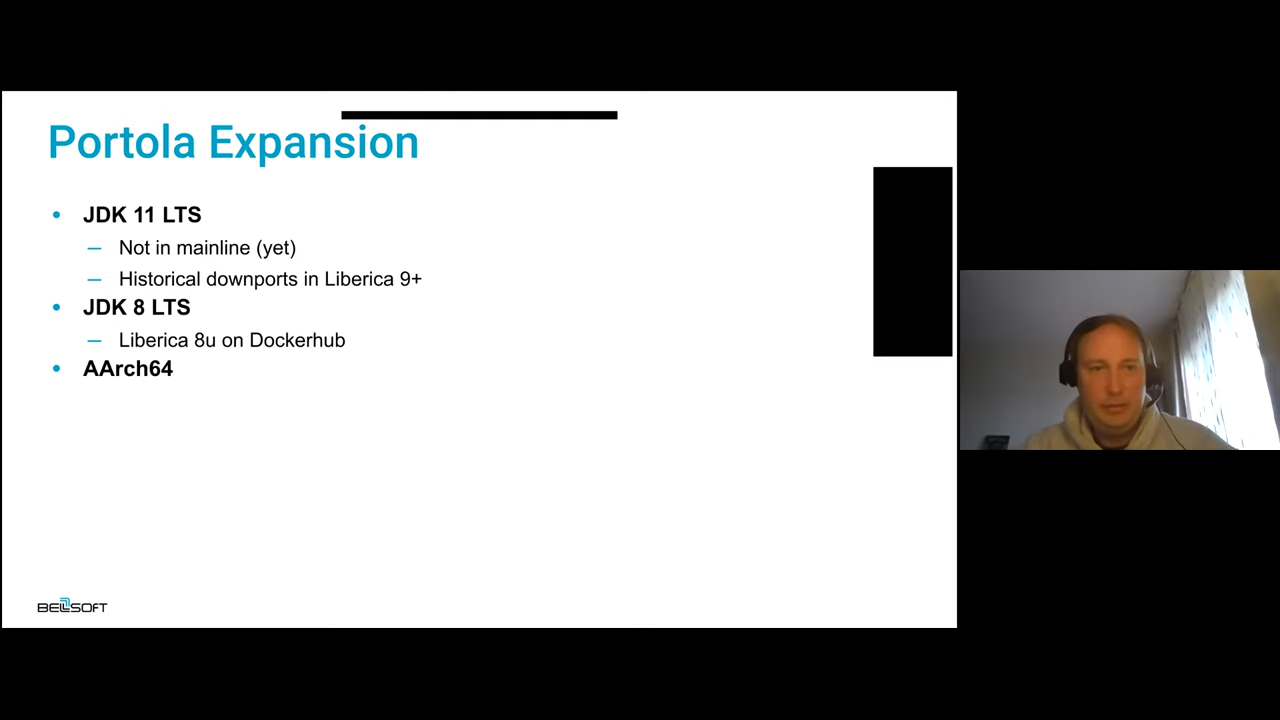 Portola Expansion
• JDK 11 LTS
– Not in mainline (yet)
– Historical downports in Liberica 9+
• JDK 8 LTS
– Liberica 8u on Dockerhub
• AArch64
BELLSOFT